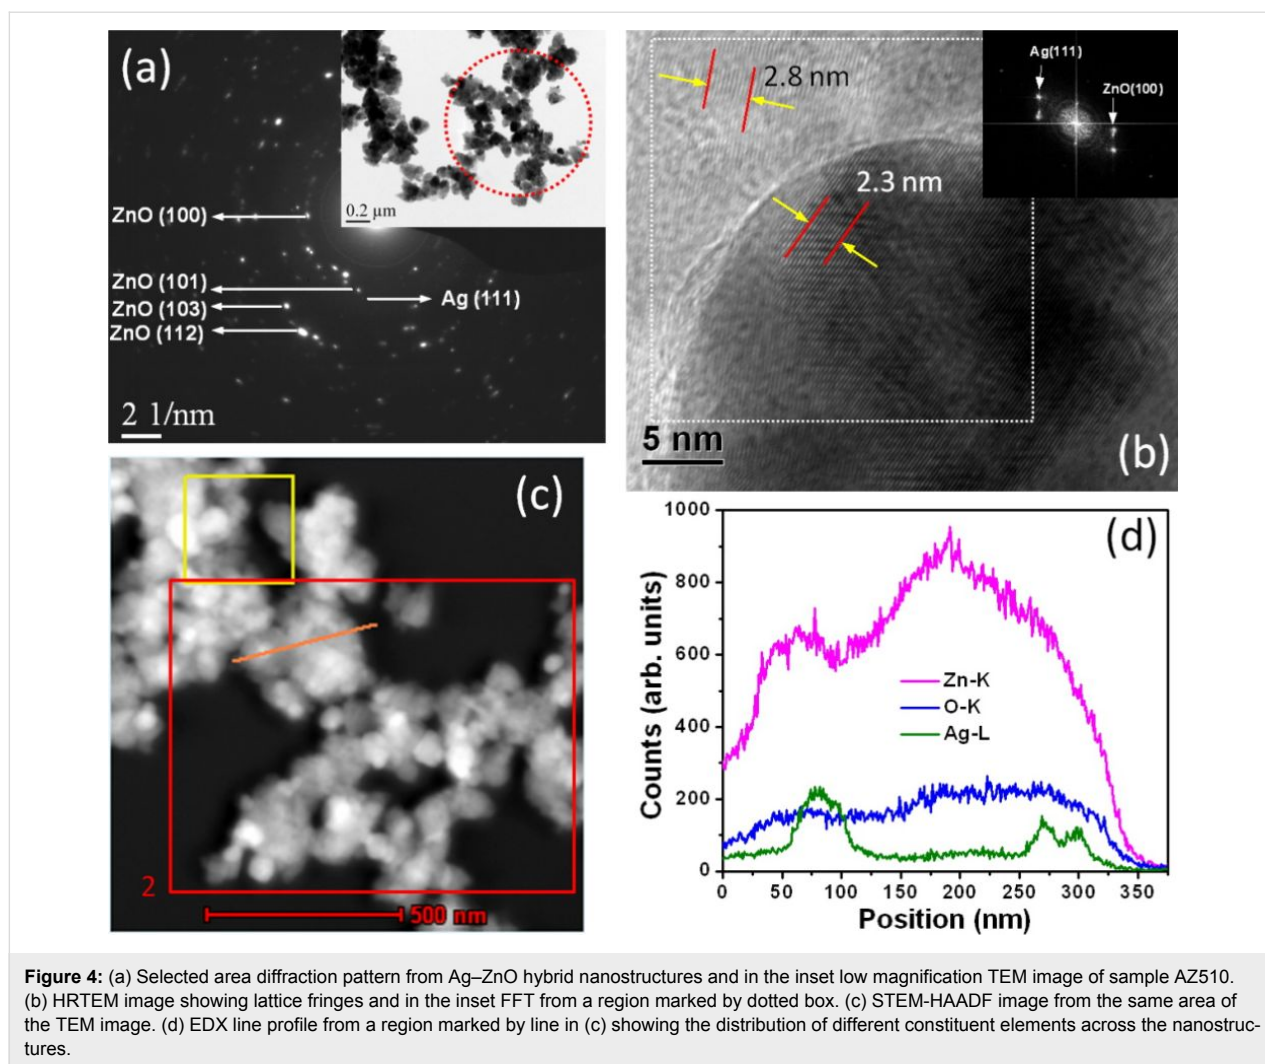 (a)
0.2 µm
ZnO (100)
ZnO (101)
ZnO (103)
Ag (111)
ZnO (112)
2 1/nm
2.8 nm
Ag(111)
ZnO(100)
2.3 nm
5 nm
(b)
(c)
2
500 nm
(d)
1000
800
600
400
200
0
Counts (arb. units)
Zn-K
O-K
Ag-L
0 50 100 150 200 250 300 350
Position (nm)
Figure 4: (a) Selected area diffraction pattern from Ag–ZnO hybrid nanostructures and in the inset low magnification TEM image of sample AZ510.
(b) HRTEM image showing lattice fringes and in the inset FFT from a region marked by dotted box. (c) STEM-HAADF image from the same area of
the TEM image. (d) EDX line profile from a region marked by line in (c) showing the distribution of different constituent elements across the nanostruc-
tures.